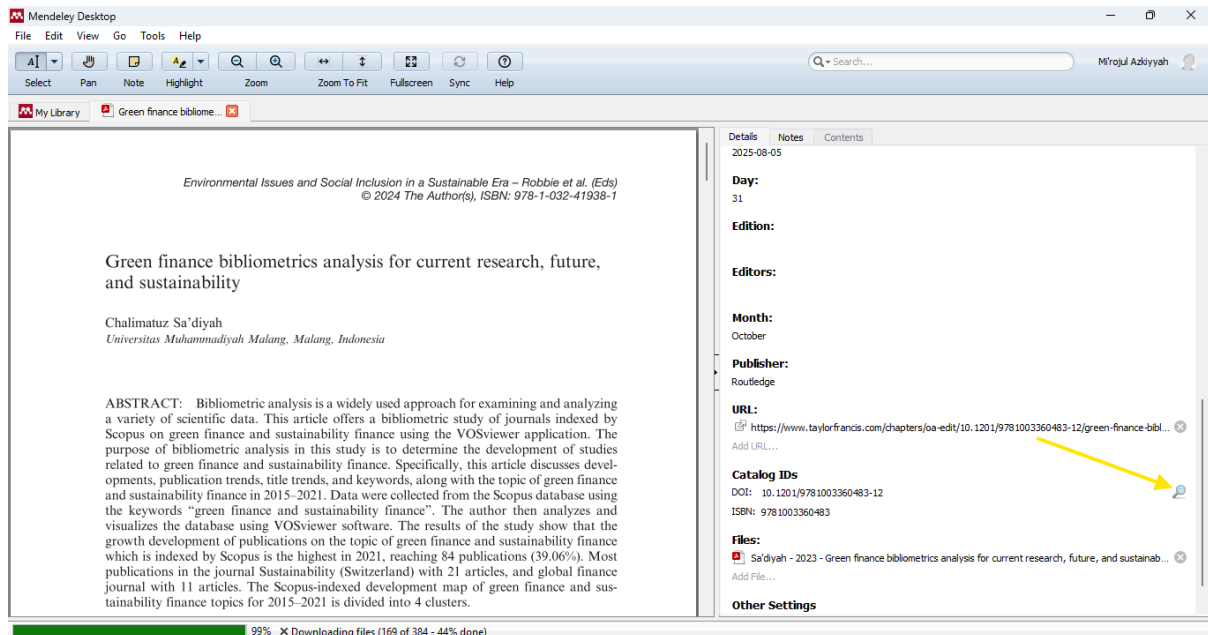 Mendeley Desktop
File Edit View Go Tools Help
Select Pan Note Highlight Zoom Zoom To Fit Fullscreen Sync Help
Search...
Mi'rojul Azkiyyah
My Library
Green finance bibliome...
Environmental Issues and Social Inclusion in a Sustainable Era – Robbie et al. (Eds)
© 2024 The Author(s), ISBN: 978-1-032-41938-1
Green finance bibliometrics analysis for current research, future,
and sustainability
Chalimatuz Sa'diyah
Universitas Muhammadiyah Malang, Malang, Indonesia
ABSTRACT: Bibliometric analysis is a widely used approach for examining and analyzing
a variety of scientific data. This article offers a bibliometric study of journals indexed by
Scopus on green finance and sustainability finance using the VOSviewer application. The
purpose of bibliometric analysis in this study is to determine the development of studies
related to green finance and sustainability finance. Specifically, this article discusses devel-
opments, publication trends, title trends, and keywords, along with the topic of green finance
and sustainability finance in 2015–2021. Data were collected from the Scopus database using
the keywords “green finance and sustainability finance”. The author then analyzes and
visualizes the database using VOSviewer software. The results of the study show that the
growth development of publications on the topic of green finance and sustainability finance
which is indexed by Scopus is the highest in 2021, reaching 84 publications (39.06%). Most
publications in the journal Sustainability (Switzerland) with 21 articles, and global finance
journal with 11 articles. The Scopus-indexed development map of green finance and sus-
tainability finance topics for 2015–2021 is divided into 4 clusters.
Details Notes Contents
2025-08-05
Day:
31
Edition:
Editors:
Month:
October
Publisher:
Routledge
URL:
https://www.taylorfrancis.com/chapters/oa-edit/10.1201/9781003360483-12/green-finance-bibl...
Add URL...
Catalog IDs
DOI: 10.1201/9781003360483-12
ISBN: 9781003360483
Files:
Sa'diyah - 2023 - Green finance bibliometrics analysis for current research, future, and sustainab...
Add File...
Other Settings
99% X Downloading files (169 of 384 - 44% done)